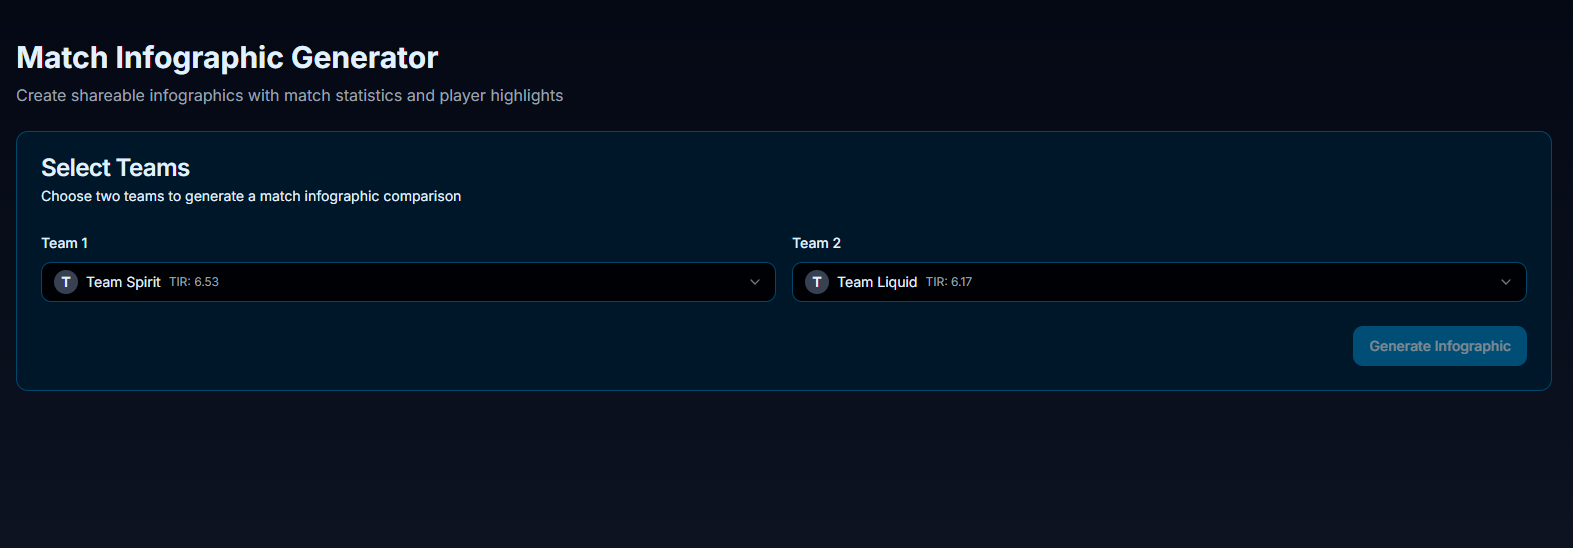 Match Infographic Generator
Create shareable infographics with match statistics and player highlights
Select Teams
Choose two teams to generate a match infographic comparison
Team 1
T Team Spirit TIR: 6.53
Team 2
T Team Liquid TIR: 6.17
Generate Infographic